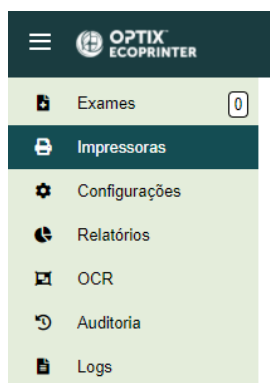 OPTIX
ECOPRINTER
Exames 0
Impressoras
Configurações
Relatórios
OCR
Auditoria
Logs